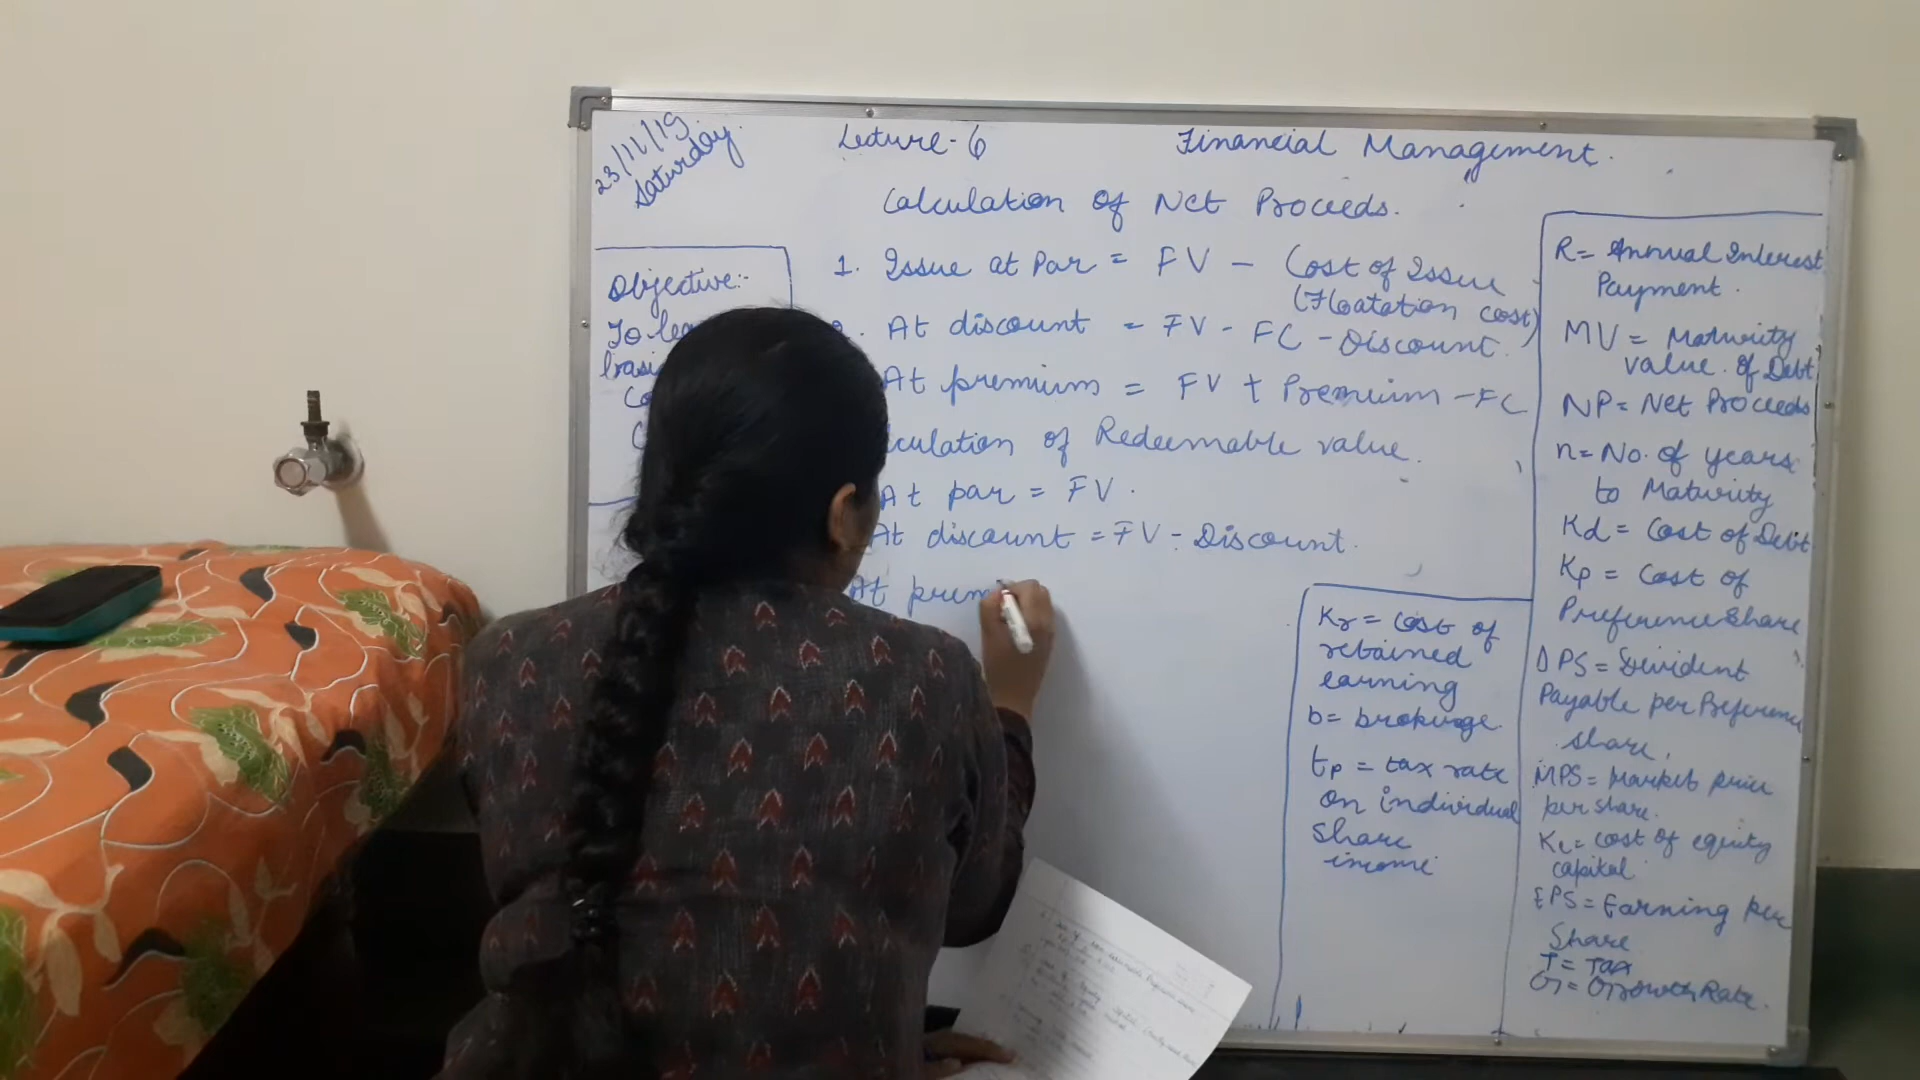 23/11/19
Saturday.
Lecture-6
Financial Management.
Calculation of Net Proceeds.
Objective:-
To
1. Issue at Par = FV - Cost of Issue
(Floatation cost)
At discount = FV - FC - Discount.
At premium = FV + Premium - FC
of Redeemable value.
At par = FV.
At discount = FV - Discount.
At prem
R = Annual Interest
Payment.
MV = Maturity
value of Debt
NP = Net Proceeds
n = No. of years
to Maturity
Kd = Cost of Debt
Kp = Cost of
Preference Share
DPS = Divident
Payable per Preference
share.
MPS = Market price
per share.
Ke = cost of equity
capital
EPS = Earning per
Share
T = Tax
G = Growth Rate.
Kr = cost of
retained
earning
b = brokrage
tp = tax rate
on individual
share
income